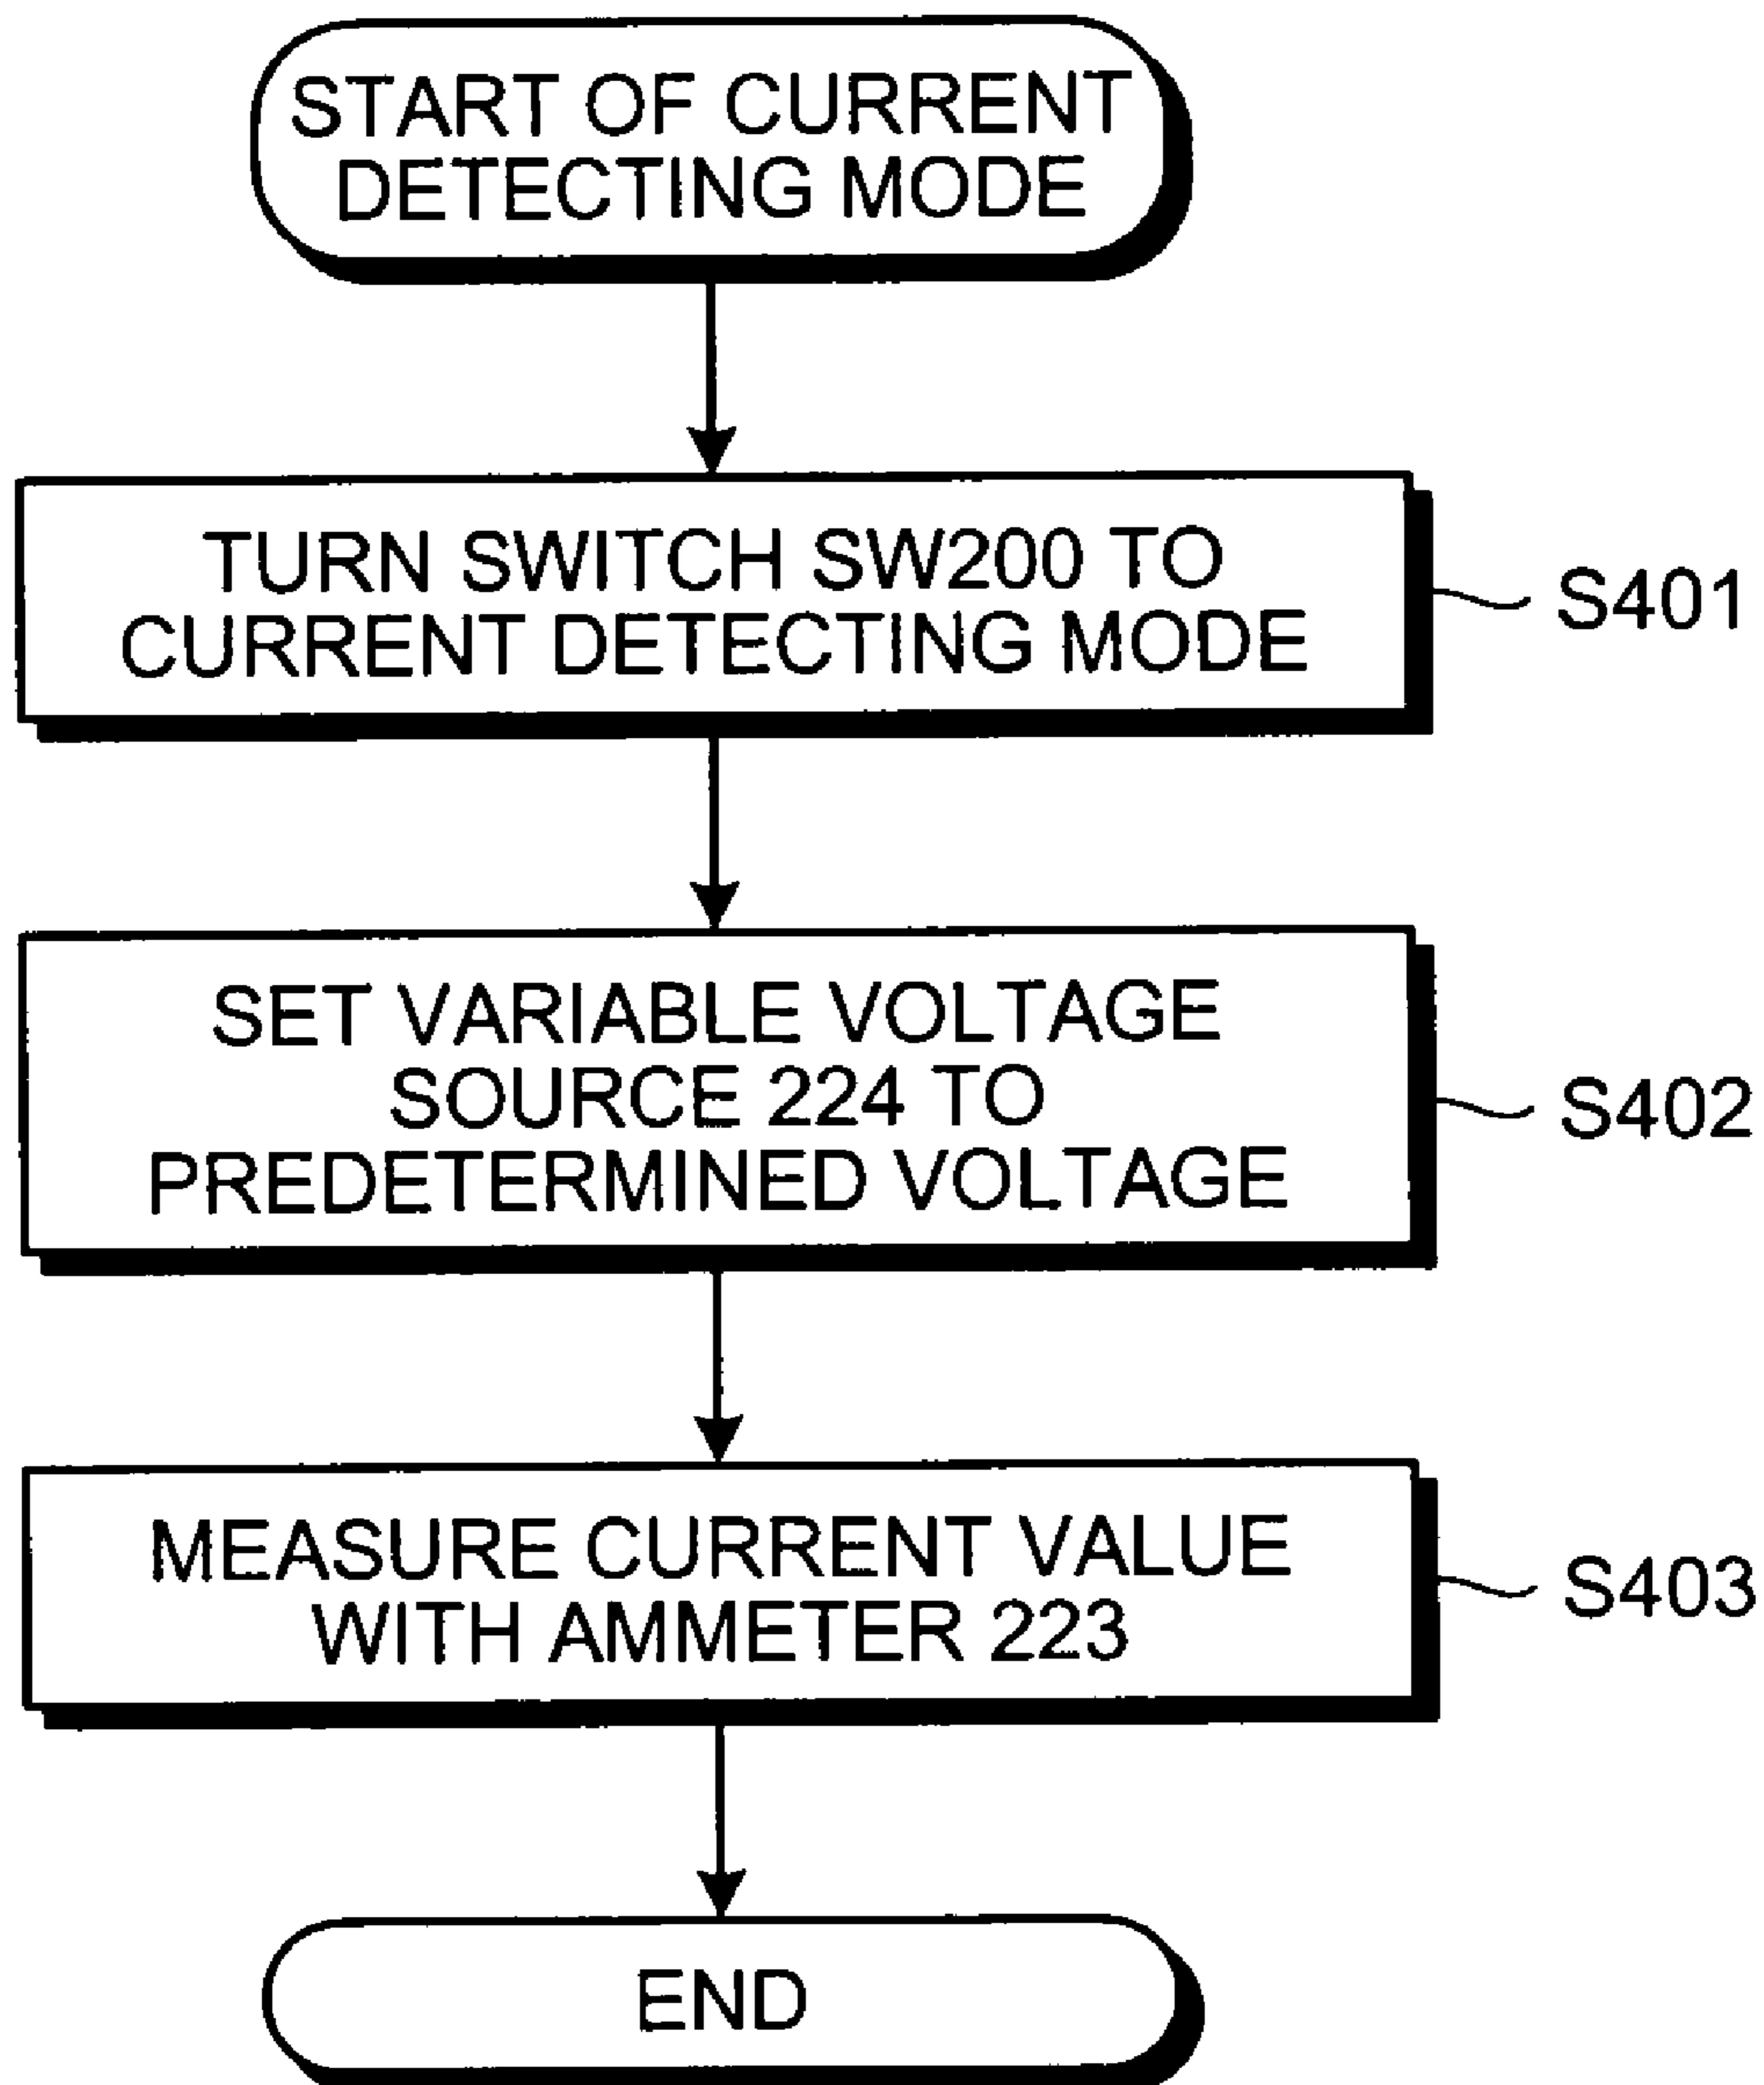 START OF CURRENT
DETECTING MODE
TURN SWITCH SW200 TO
CURRENT DETECTING MODE
S401
SET VARIABLE VOLTAGE
SOURCE 224 TO
PREDETERMINED VOLTAGE
S402
MEASURE CURRENT VALUE
WITH AMMETER 223
S403
END